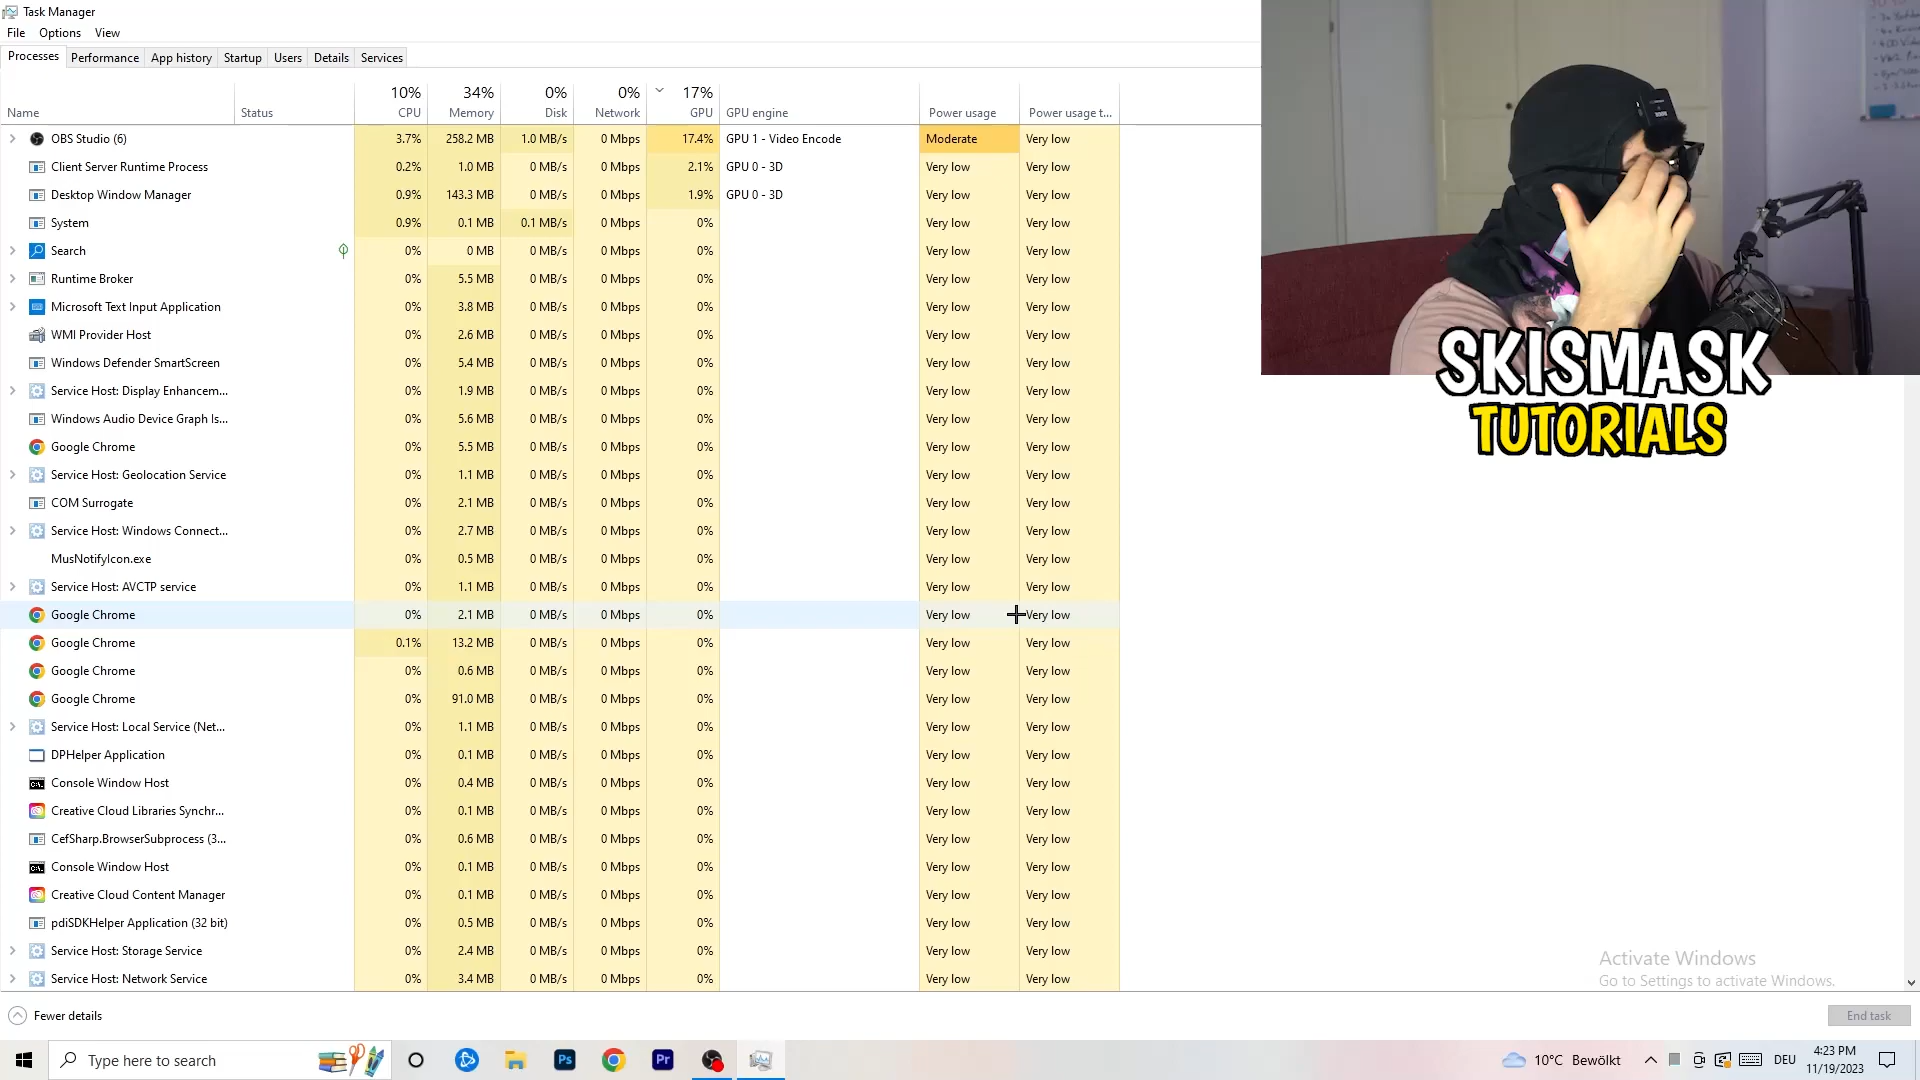 Task Manager
File Options View
Processes Performance App history Startup Users Details Services
10% 34% 0% 0% 17%
Name Status CPU Memory Disk Network GPU GPU engine Power usage Power usage t...
OBS Studio (6) 3.7% 258.2 MB 1.0 MB/s 0 Mbps 17.4% GPU 1 - Video Encode Moderate Very low
Client Server Runtime Process 0.2% 1.0 MB 0 MB/s 0 Mbps 2.1% GPU 0 - 3D Very low Very low
Desktop Window Manager 0.9% 143.3 MB 0 MB/s 0 Mbps 1.9% GPU 0 - 3D Very low Very low
System 0.9% 0.1 MB 0.1 MB/s 0 Mbps 0% Very low Very low
Search 0% 0 MB 0 MB/s 0 Mbps 0% Very low Very low
Runtime Broker 0% 5.5 MB 0 MB/s 0 Mbps 0% Very low Very low
Microsoft Text Input Application 0% 3.8 MB 0 MB/s 0 Mbps 0% Very low Very low
WMI Provider Host 0% 2.6 MB 0 MB/s 0 Mbps 0% Very low Very low
Windows Defender SmartScreen 0% 5.4 MB 0 MB/s 0 Mbps 0% Very low Very low
Service Host: Display Enhancem... 0% 1.9 MB 0 MB/s 0 Mbps 0% Very low Very low
Windows Audio Device Graph Is... 0% 5.6 MB 0 MB/s 0 Mbps 0% Very low Very low
Google Chrome 0% 5.5 MB 0 MB/s 0 Mbps 0% Very low Very low
Service Host: Geolocation Service 0% 1.1 MB 0 MB/s 0 Mbps 0% Very low Very low
COM Surrogate 0% 2.1 MB 0 MB/s 0 Mbps 0% Very low Very low
Service Host: Windows Connect... 0% 2.7 MB 0 MB/s 0 Mbps 0% Very low Very low
MusNotifyIcon.exe 0% 0.5 MB 0 MB/s 0 Mbps 0% Very low Very low
Service Host: AVCTP service 0% 1.1 MB 0 MB/s 0 Mbps 0% Very low Very low
Google Chrome 0% 2.1 MB 0 MB/s 0 Mbps 0% Very low Very low
Google Chrome 0.1% 13.2 MB 0 MB/s 0 Mbps 0% Very low Very low
Google Chrome 0% 0.6 MB 0 MB/s 0 Mbps 0% Very low Very low
Google Chrome 0% 91.0 MB 0 MB/s 0 Mbps 0% Very low Very low
Service Host: Local Service (Net... 0% 1.1 MB 0 MB/s 0 Mbps 0% Very low Very low
DPHelper Application 0% 0.1 MB 0 MB/s 0 Mbps 0% Very low Very low
Console Window Host 0% 0.4 MB 0 MB/s 0 Mbps 0% Very low Very low
Creative Cloud Libraries Synchr... 0% 0.1 MB 0 MB/s 0 Mbps 0% Very low Very low
CefSharp.BrowserSubprocess (3... 0% 0.6 MB 0 MB/s 0 Mbps 0% Very low Very low
Console Window Host 0% 0.1 MB 0 MB/s 0 Mbps 0% Very low Very low
Creative Cloud Content Manager 0% 0.1 MB 0 MB/s 0 Mbps 0% Very low Very low
pdiSDKHelper Application (32 bit) 0% 0.5 MB 0 MB/s 0 Mbps 0% Very low Very low
Service Host: Storage Service 0% 2.4 MB 0 MB/s 0 Mbps 0% Very low Very low
Service Host: Network Service 0% 3.4 MB 0 MB/s 0 Mbps 0% Very low Very low
SKISMASK
TUTORIALS
Activate Windows
Go to Settings to activate Windows.
Fewer details End task
Type here to search Ps Pr 10°C Bewölkt DEU 4:23 PM
11/19/2023